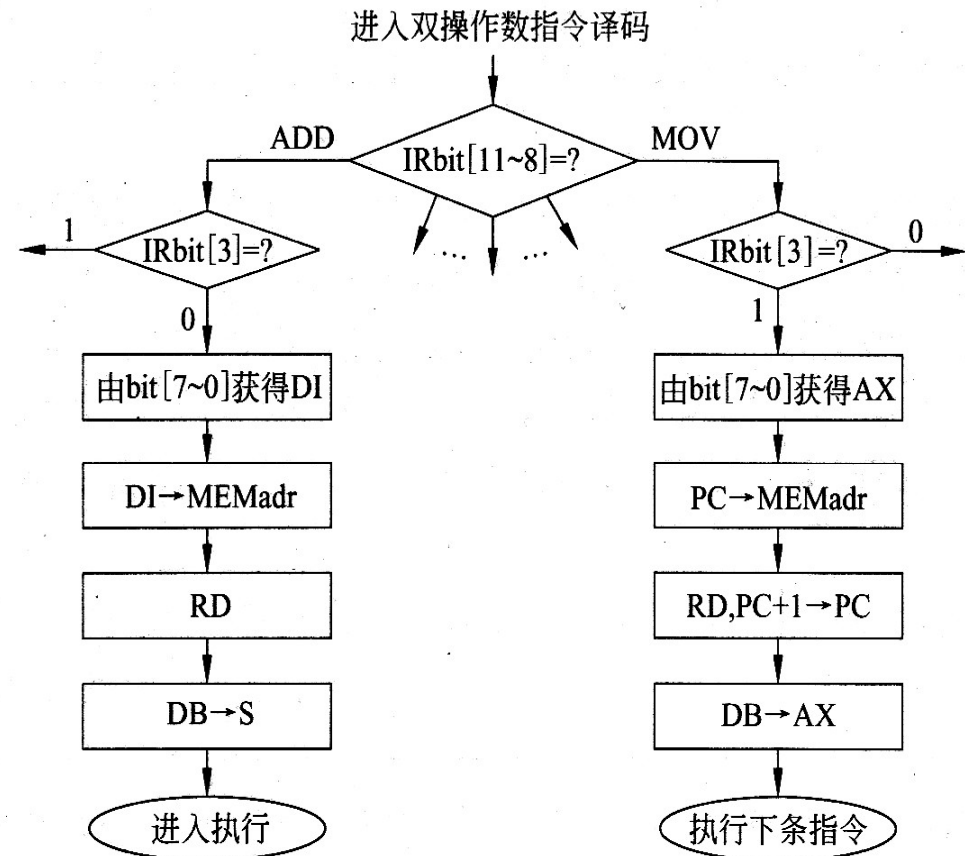 进入双操作数指令译码
ADD
IRbit[11~8]=?
MOV
1
IRbit[3]=?
… …
IRbit[3]=?
0
0
1
由bit[7~0]获得DI
由bit[7~0]获得AX
DI→MEMadr
PC→MEMadr
RD
RD,PC+1→PC
DB→S
DB→AX
进入执行
执行下条指令